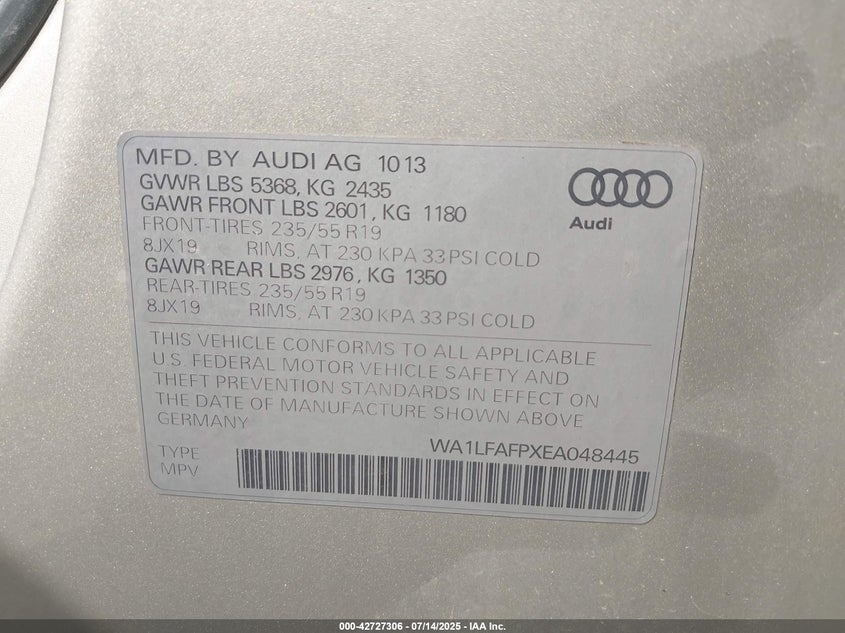 MFD. BY AUDI AG 10 13
GVWR LBS 5368, KG 2435
GAWR FRONT LBS 2601, KG 1180
FRONT-TIRES 235/55 R19
8JX19 RIMS, AT 230 KPA 33 PSI COLD
GAWR REAR LBS 2976, KG 1350
REAR-TIRES 235/55 R19
8JX19 RIMS, AT 230 KPA 33 PSI COLD
Audi
THIS VEHICLE CONFORMS TO ALL APPLICABLE
U.S. FEDERAL MOTOR VEHICLE SAFETY AND
THEFT PREVENTION STANDARDS IN EFFECT ON
THE DATE OF MANUFACTURE SHOWN ABOVE
GERMANY
TYPE
MPV
WA1LFAFPXEA048445
000-42727306 - 07/14/2025 - IAA Inc.